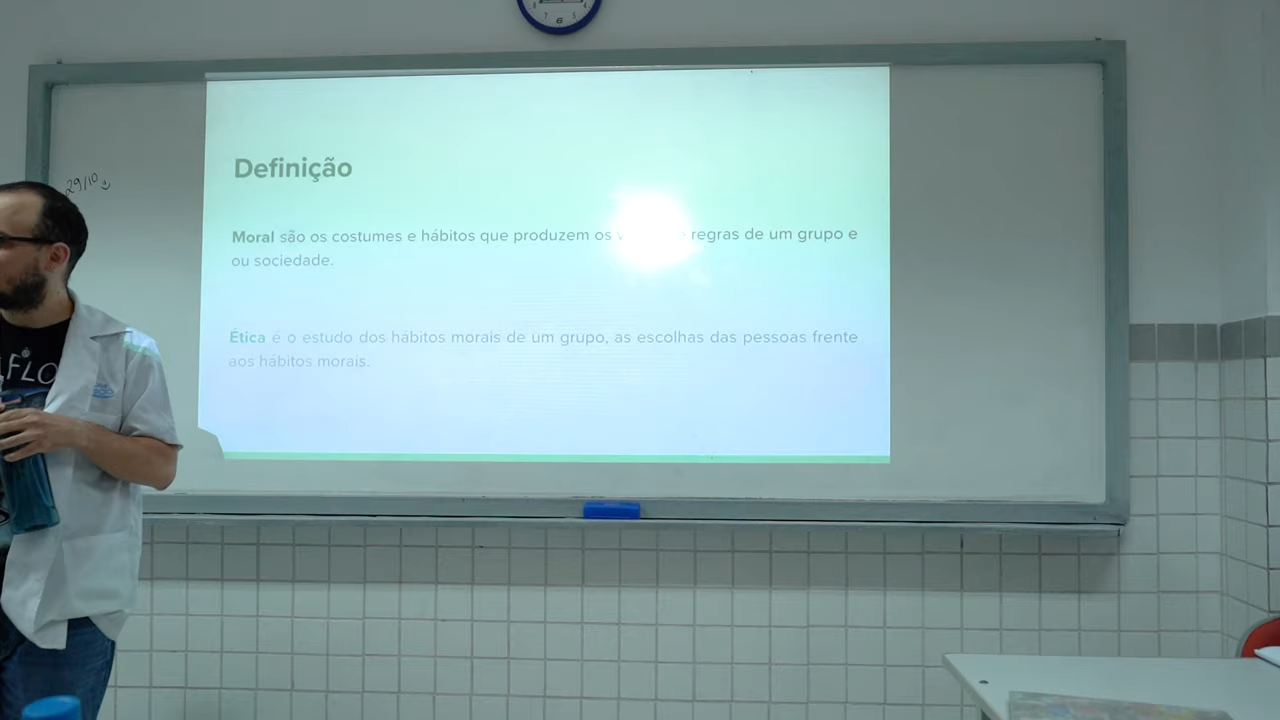 29/10
Definição
Moral são os costumes e hábitos que produzem os regras de um grupo e
ou sociedade.
Ética é o estudo dos hábitos morais de um grupo, as escolhas das pessoas frente
aos hábitos morais.
AFLO